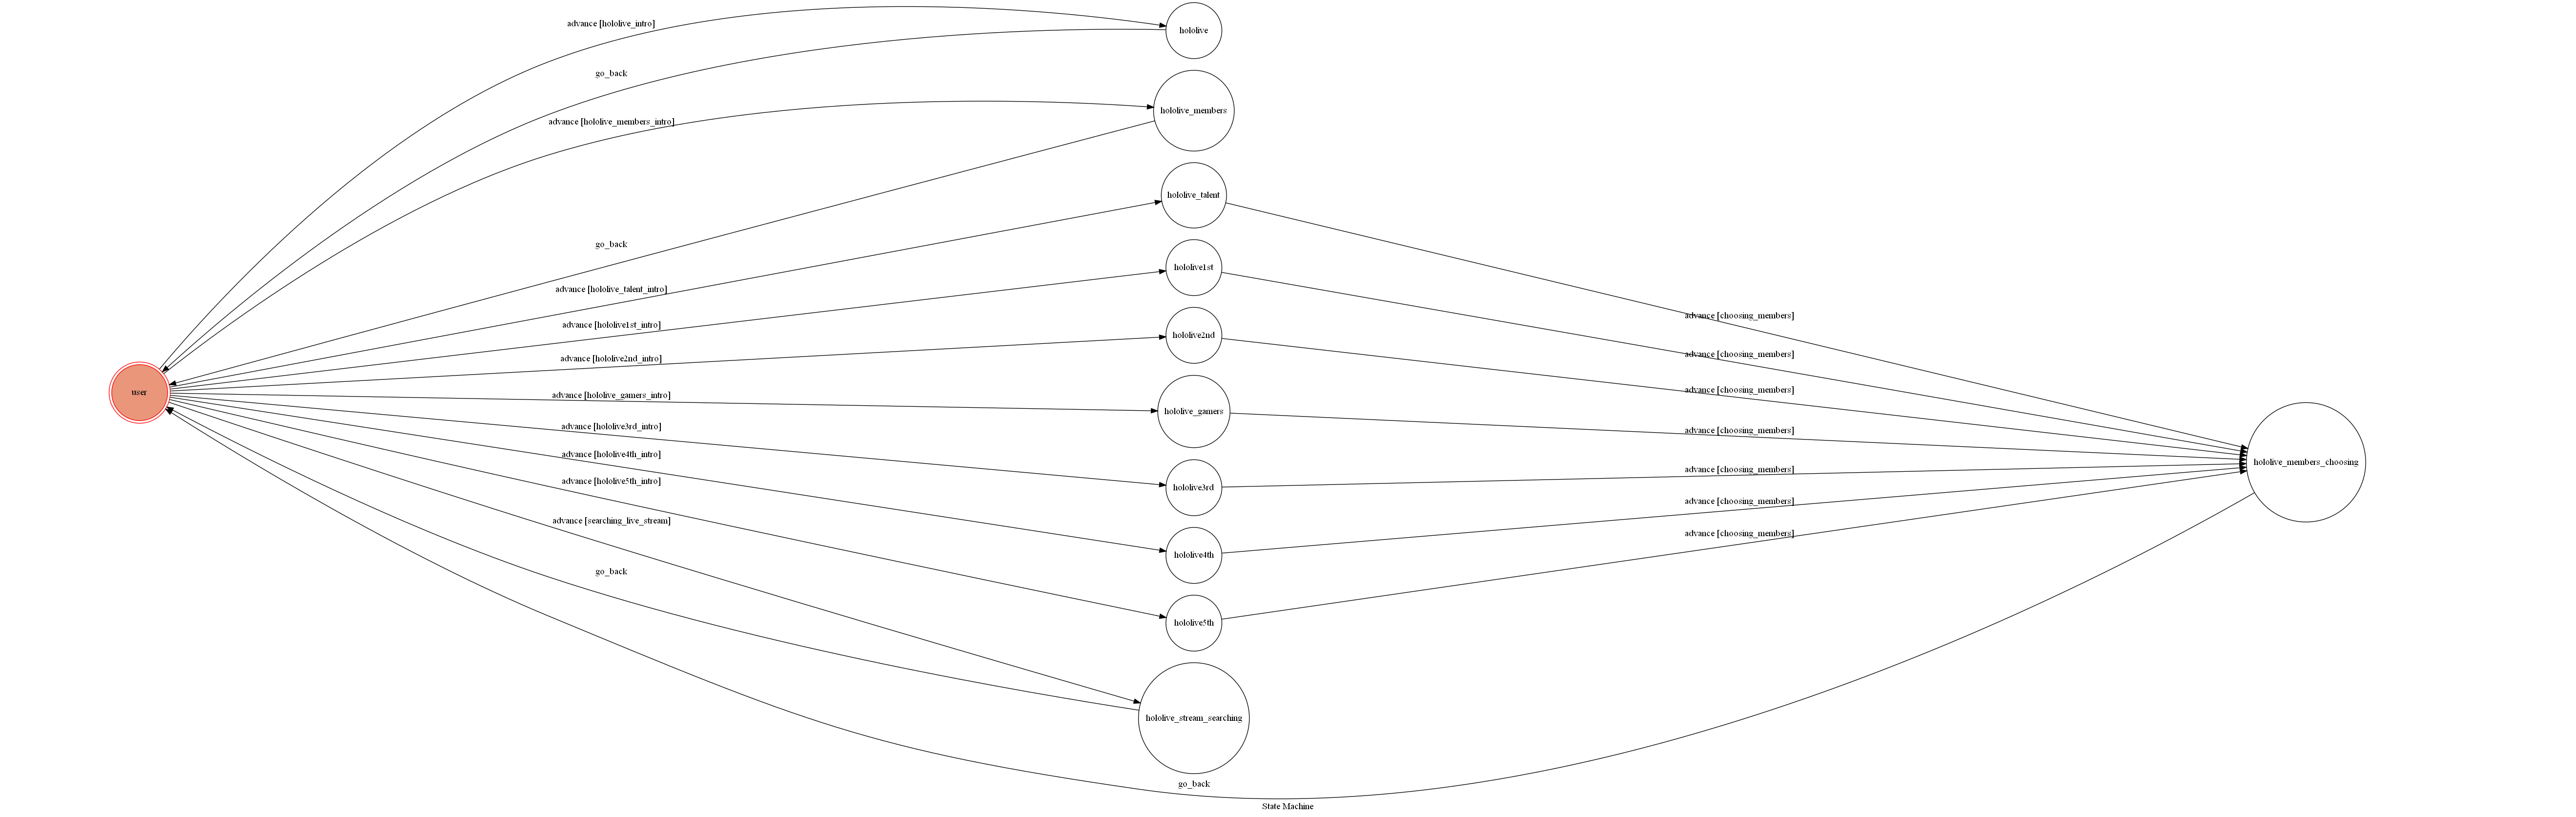 advance [hololive_intro]
hololive
go_back
advance [hololive_members_intro]
hololive_members
go_back
hololive_talent
advance [hololive_talent_intro]
hololive1st
advance [hololive1st_intro]
hololive2nd
advance [hololive2nd_intro]
user
advance [hololive_gamers_intro]
hololive_gamers
advance [hololive3rd_intro]
hololive3rd
advance [hololive4th_intro]
hololive4th
advance [hololive5th_intro]
hololive5th
advance [searching_live_stream]
go_back
hololive_stream_searching
advance [choosing_members]
advance [choosing_members]
advance [choosing_members]
advance [choosing_members]
advance [choosing_members]
advance [choosing_members]
advance [choosing_members]
hololive_members_choosing
go_back
State Machine